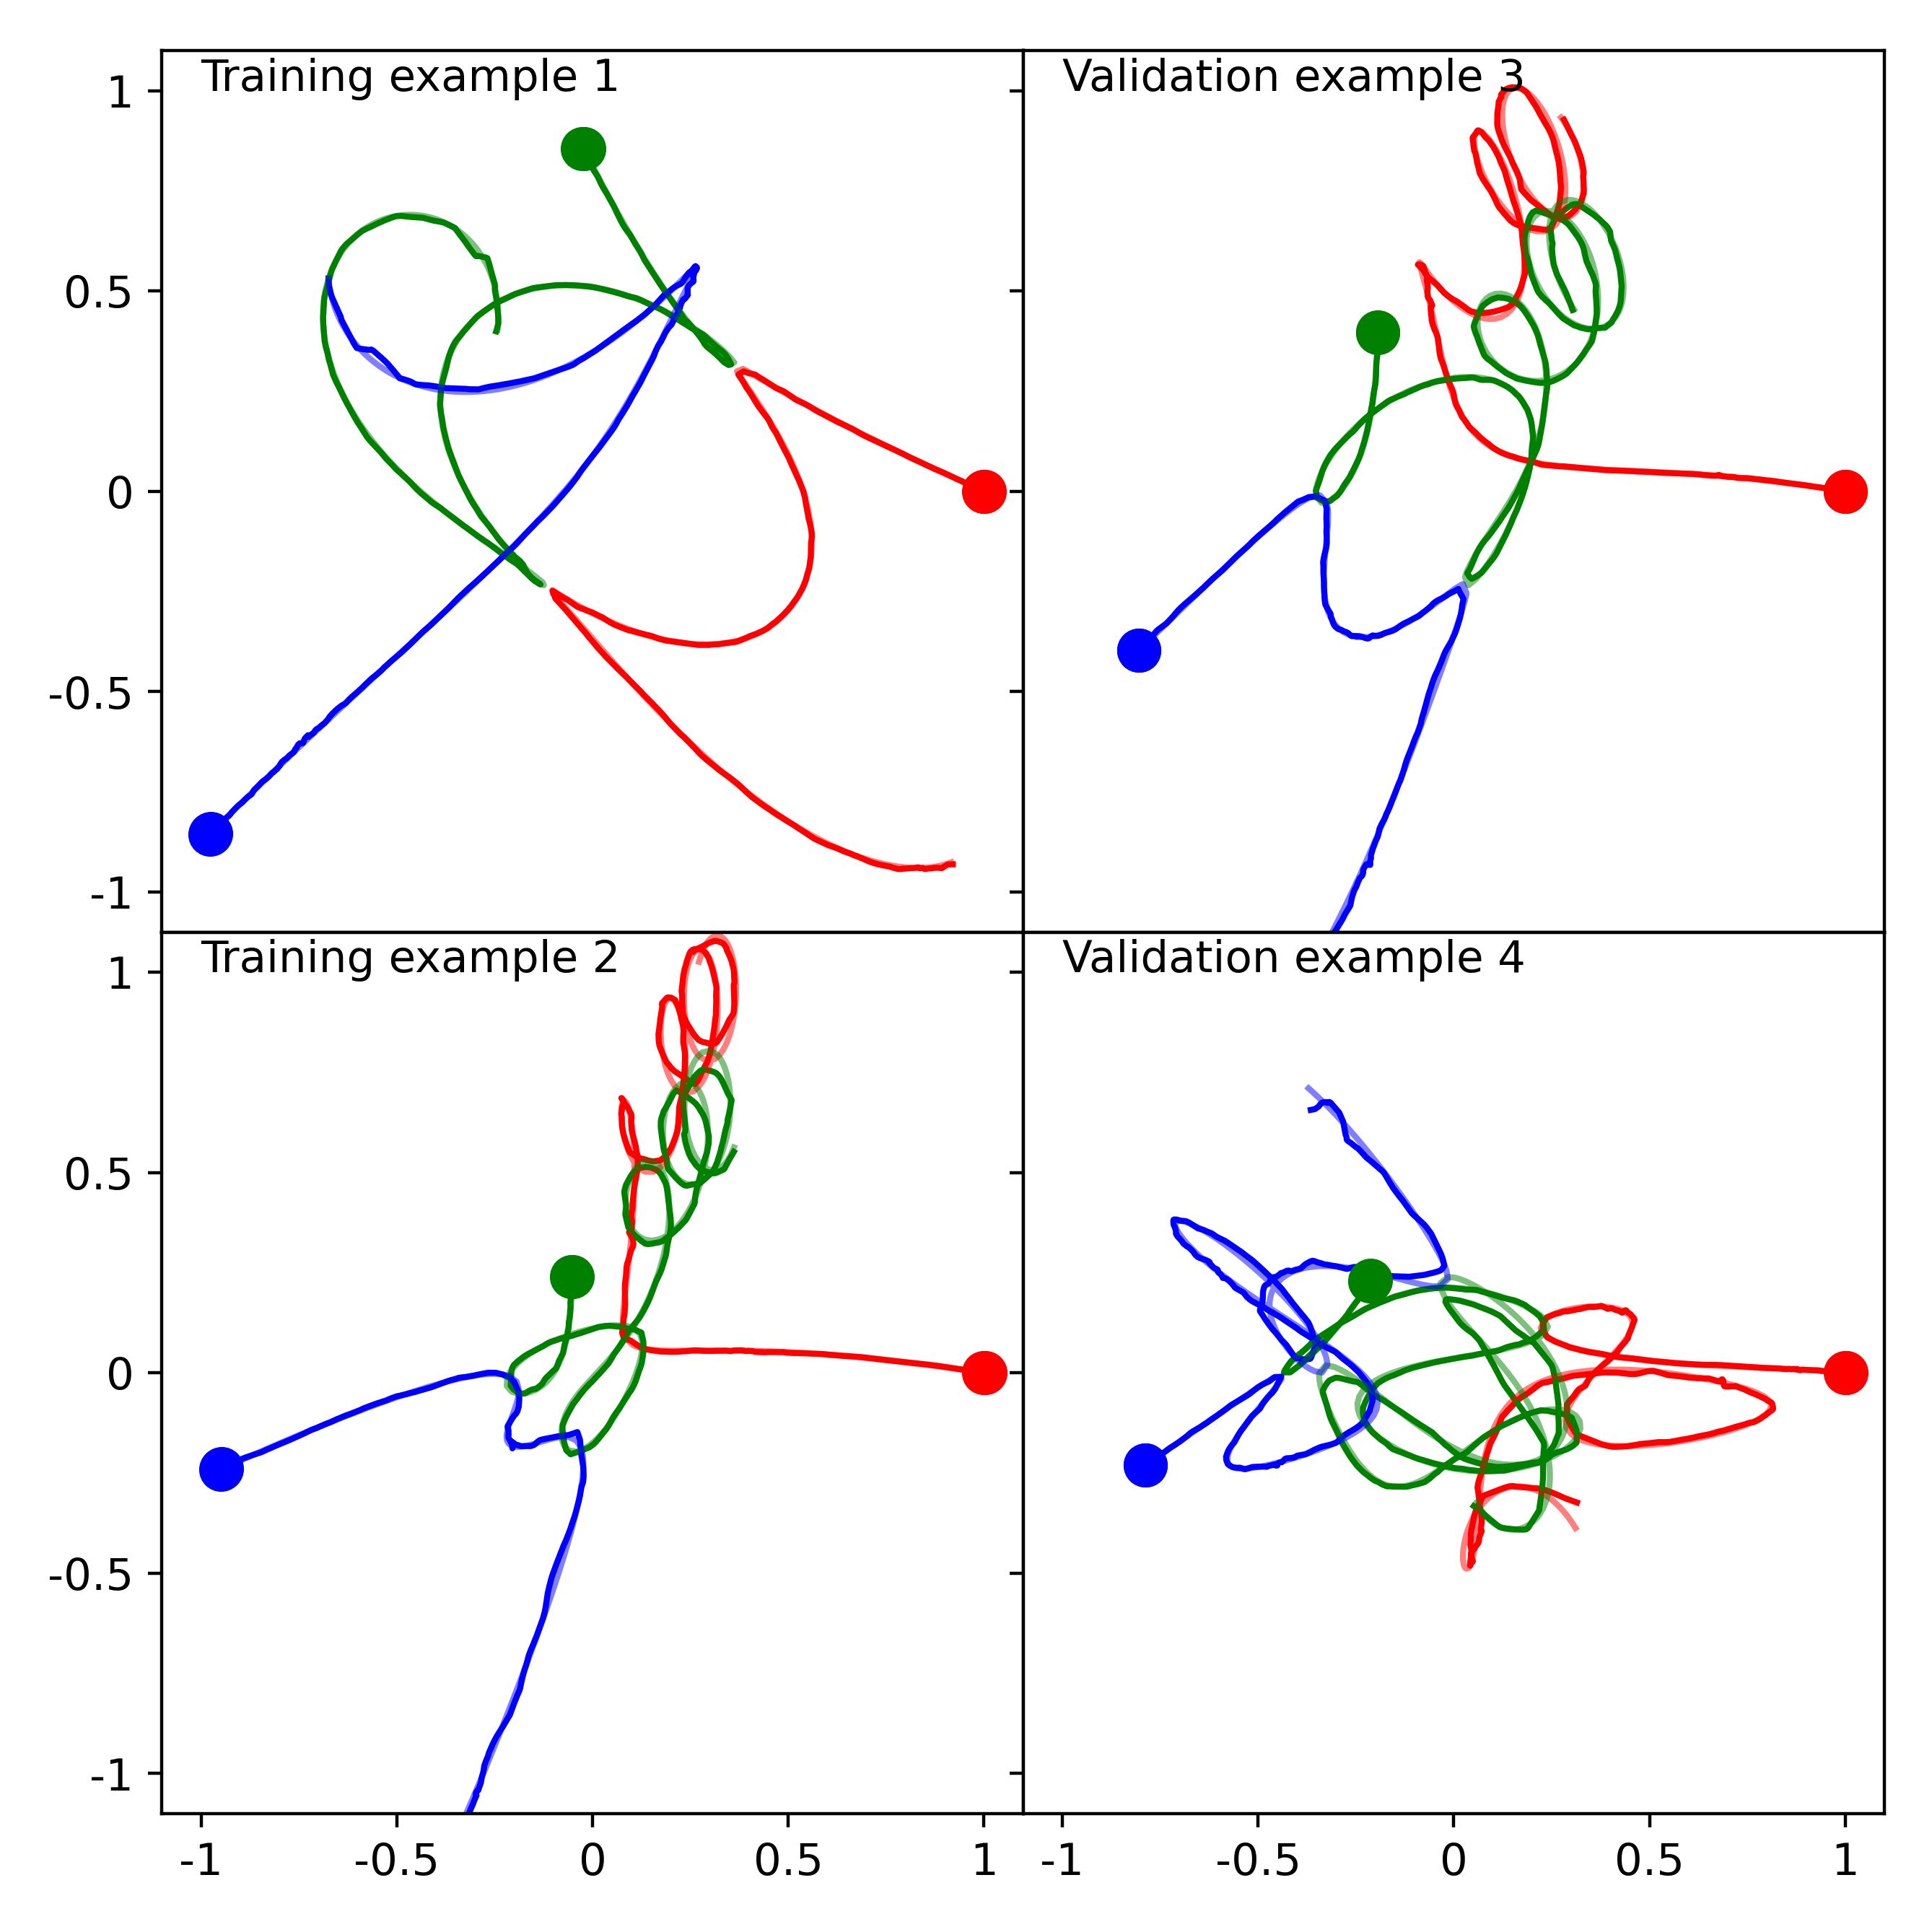 Training example 1
1
0.5
0
-0.5
-1
Validation example 3
Training example 2
1
0.5
0
-0.5
-1
-1 -0.5 0 0.5 1
Validation example 4
-1 -0.5 0 0.5 1